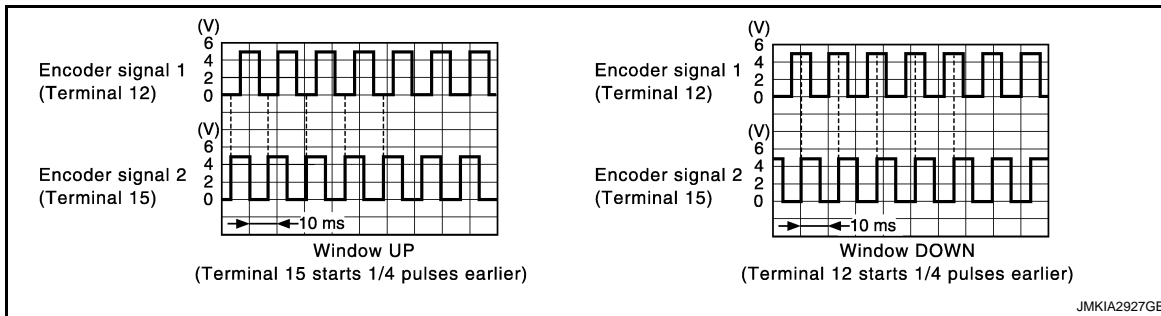 (V)
6
4
2
0
Encoder signal 1
(Terminal 12)
(V)
6
4
2
0
Encoder signal 2
(Terminal 15)
10 ms
Window UP
(Terminal 15 starts 1/4 pulses earlier)
(V)
6
4
2
0
Encoder signal 1
(Terminal 12)
(V)
6
4
2
0
Encoder signal 2
(Terminal 15)
10 ms
Window DOWN
(Terminal 12 starts 1/4 pulses earlier)
JMKIA2927GB